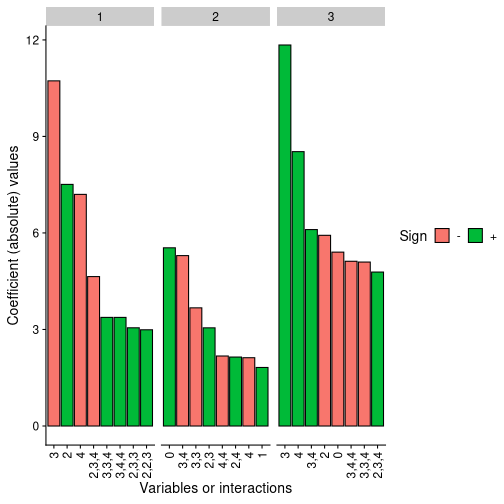 1 2 3
Coefficient (absolute) values
12
9
6
3
0
3 2 4 2,3,4 3,3,4 3,4,4 2,3,3 2,2,3
0 3,4 3,3 2,3 4,4 2,4 4 1
3 4 3,4 2 0 3,4,4 3,3,4 2,3,4
Variables or interactions
Sign - +